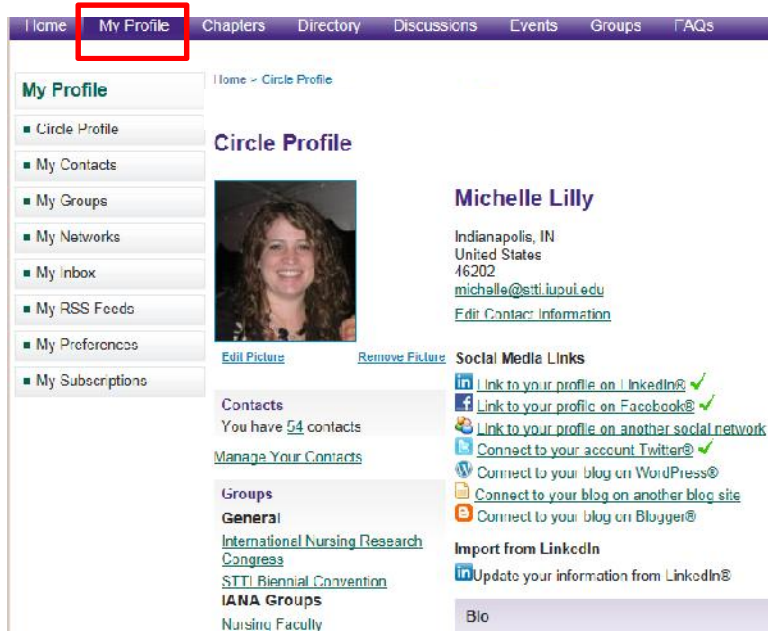 Home My Profile Chapters Directory Discussions Events Groups FAQs
My Profile
Circle Profile
My Contacts
My Groups
My Networks
My Inbox
My RSS Feeds
My Preferences
My Subscriptions
Home > Circle Profile
Circle Profile
Edit Picture Remove Picture
Contacts
You have 54 contacts
Manage Your Contacts
Groups
General
International Nursing Research
Congress
STTI Biennial Convention
IANA Groups
Nursing Faculty
Michelle Lilly
Indianapolis, IN
United States
46202
michelle@stti.iupui.edu
Edit Contact Information
Social Media Links
Link to your profile on LinkedIn®
Link to your profile on Facebook®
Link to your profile on another social network
Connect to your account Twitter®
Connect to your blog on WordPress®
Connect to your blog on another blog site
Connect to your blog on Blogger®
Import from LinkedIn
Update your information from LinkedIn®
Bio